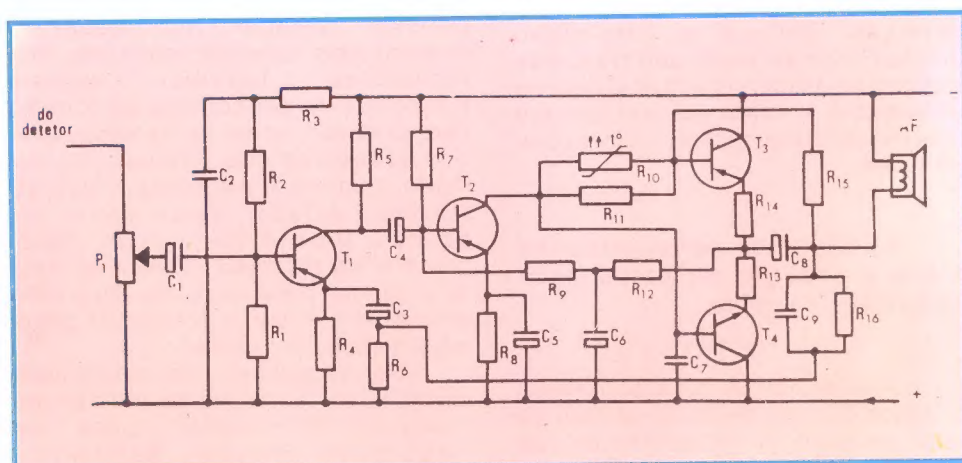 do
detetor
P₁
C₁
C₂
R₂
R₁
R₃
T₁
R₄
R₅
C₃
R₆
C₄
R₇
T₂
R₈
C₅
R₉
C₆
R₁₂
t°
R₁₀
R₁₁
C₇
T₃
R₁₄
R₁₃
T₄
C₈
C₉
R₁₅
R₁₆
+